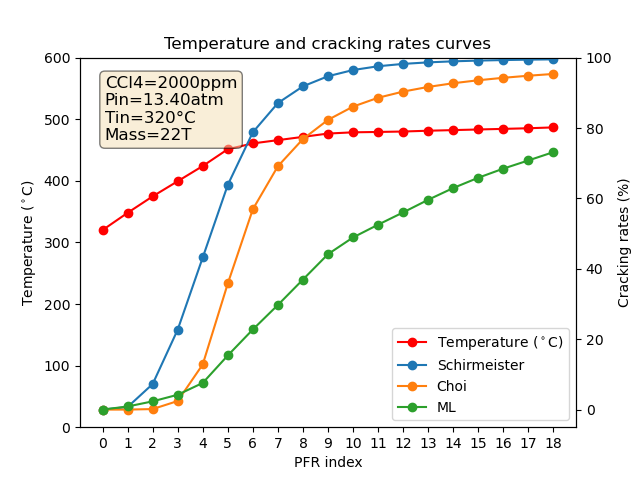 Temperature and cracking rates curves
CCl4=2000ppm
Pin=13.40atm
Tin=320°C
Mass=22T
Temperature (°C)
600
500
400
300
200
100
0
100
80
60
40
20
0
Cracking rates (%)
Temperature (°C)
Schirmeister
Choi
ML
0 1 2 3 4 5 6 7 8 9 10 11 12 13 14 15 16 17 18
PFR index